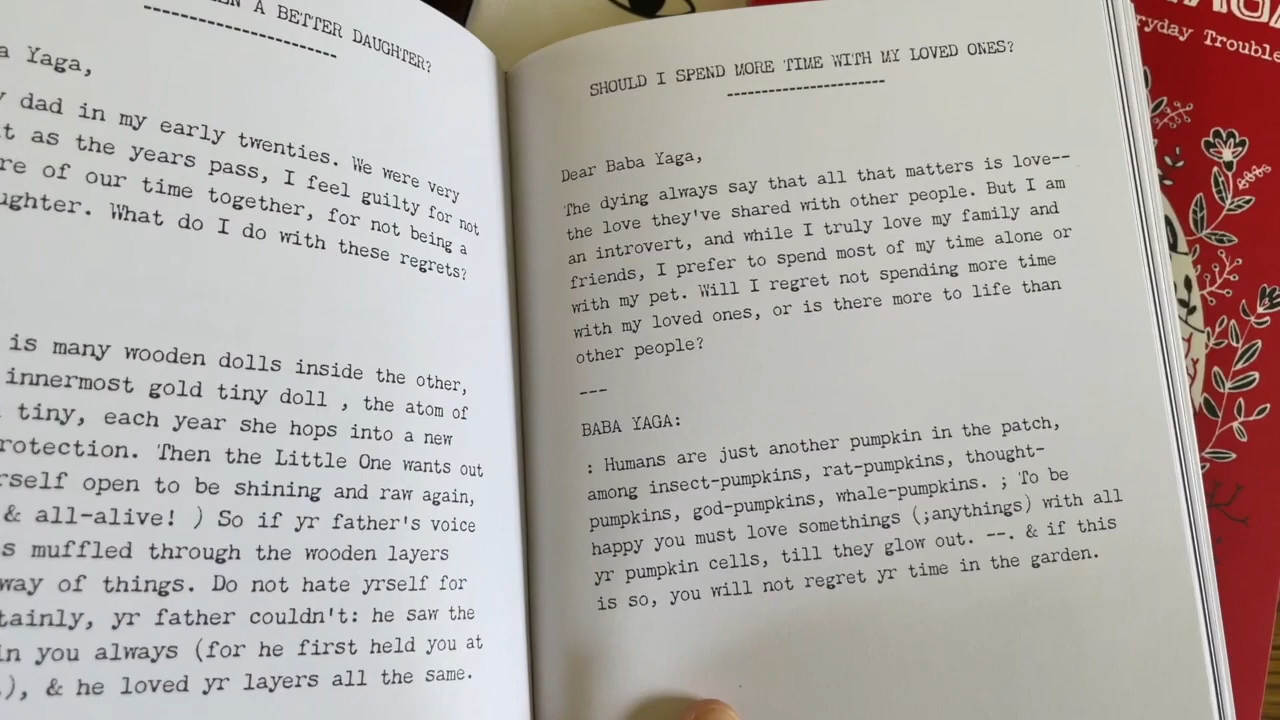 A BETTER DAUGHTER?
Yaga,
dad in my early twenties. We were very
as the years pass, I feel guilty for not
of our time together, for not being a
What do I do with these regrets?
is many wooden dolls inside the other,
innermost gold tiny doll , the atom of
tiny, each year she hops into a new
Then the Little One wants out
open to be shining and raw again,
& all-alive! ) So if yr father's voice
muffled through the wooden layers
way of things. Do not hate yrself for
yr father couldn't: he saw the
in you always (for he first held you at
), & he loved yr layers all the same.
SHOULD I SPEND MORE TIME WITH MY LOVED ONES?
Dear Baba Yaga,
The dying always say that all that matters is love--
the love they've shared with other people. But I am
an introvert, and while I truly love my family and
friends, I prefer to spend most of my time alone or
with my pet. Will I regret not spending more time
with my loved ones, or is there more to life than
other people?
---
BABA YAGA:
: Humans are just another pumpkin in the patch,
among insect-pumpkins, rat-pumpkins, thought-
pumpkins, god-pumpkins, whale-pumpkins. ; To be
happy you must love somethings (;anythings) with all
yr pumpkin cells, till they glow out. --. & if this
is so, you will not regret yr time in the garden.